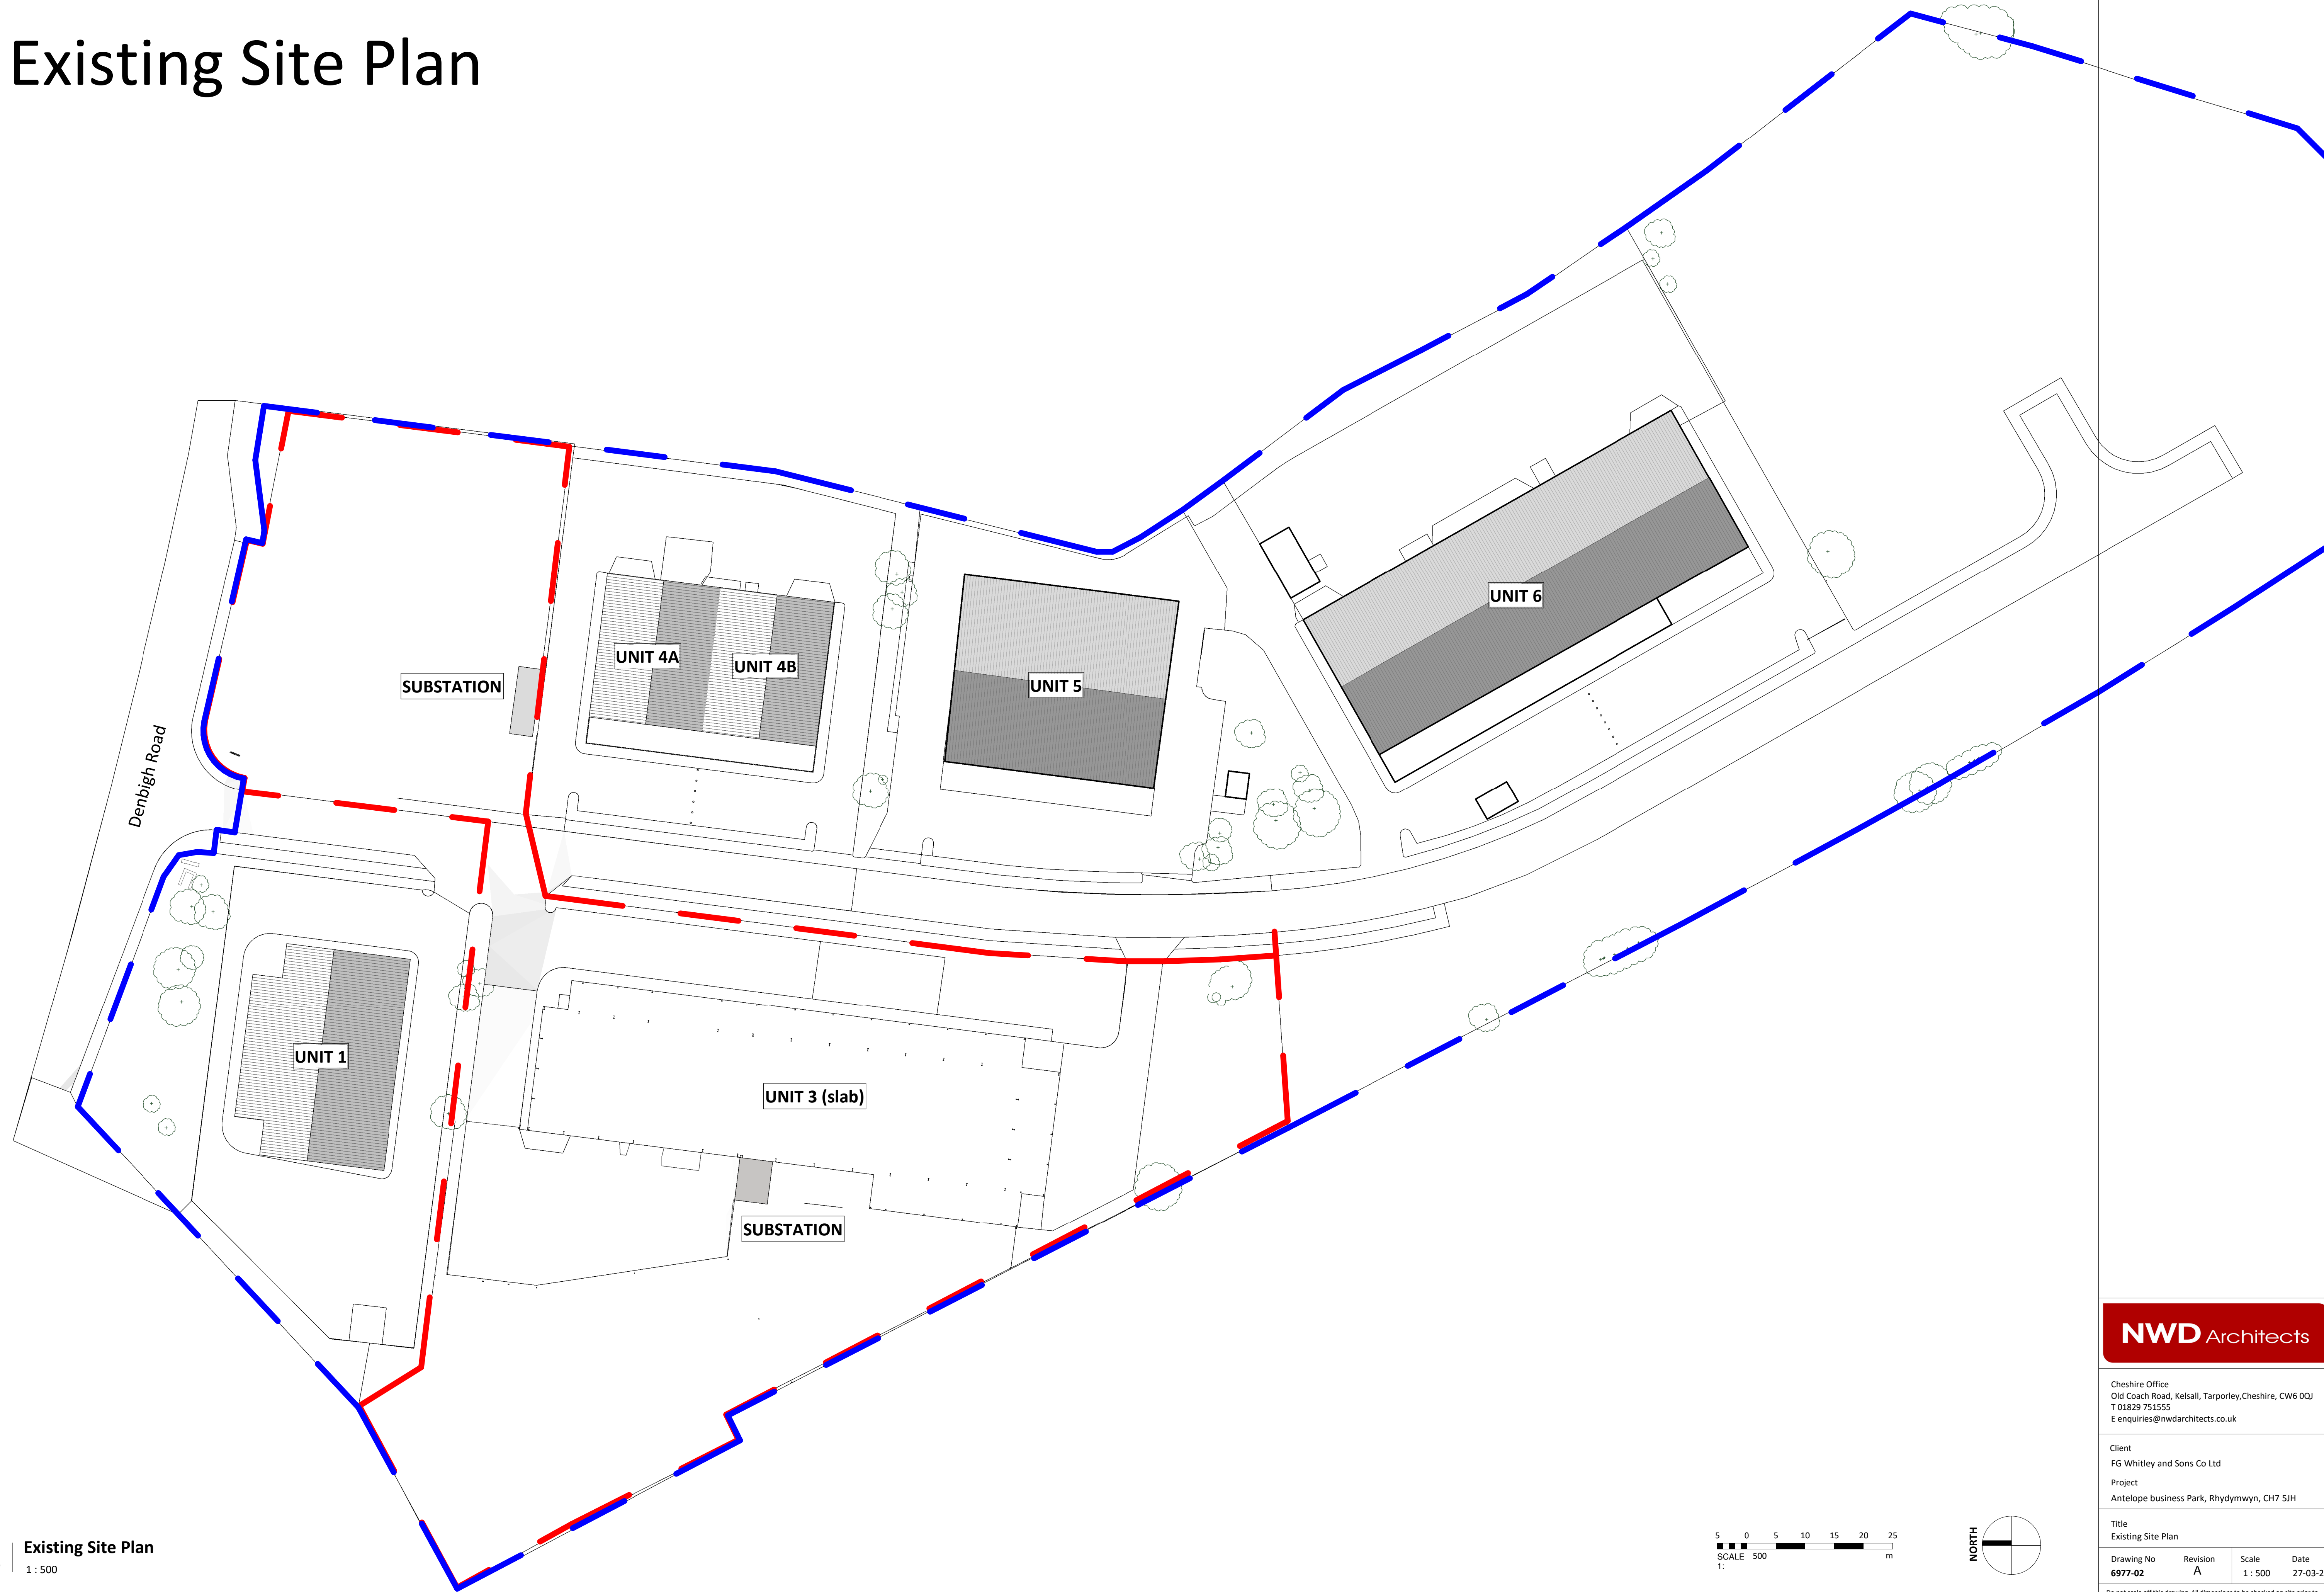 Existing Site Plan
SUBSTATION
UNIT 4A
UNIT 4B
UNIT 5
UNIT 6
Denbigh Road
UNIT 1
UNIT 3 (slab)
SUBSTATION
Existing Site Plan
1 : 500
5 0 5 10 15 20 25
SCALE 500 m
1:
NORTH
NWD Architects
Cheshire Office
Old Coach Road, Kelsall, Tarporley,Cheshire, CW6 0QJ
T 01829 751555
E enquiries@nwdarchitects.co.uk
Client
FG Whitley and Sons Co Ltd
Project
Antelope business Park, Rhydymwyn, CH7 5JH
Title
Existing Site Plan
Drawing No Revision Scale Date
6977-02 A 1 : 500 27-03-2